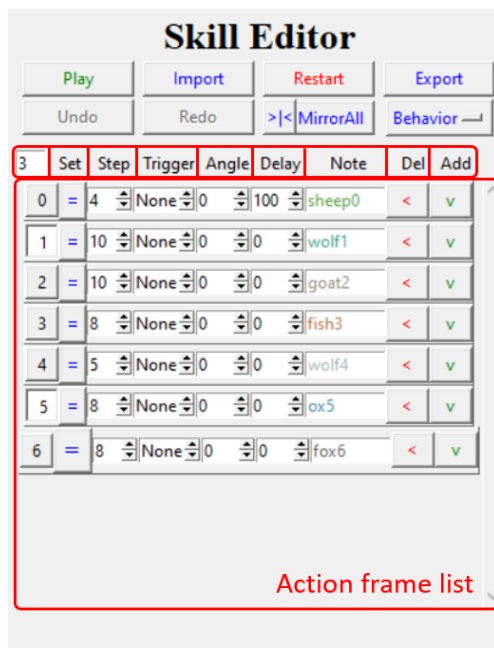 Skill Editor
Play Import Restart Export
Undo Redo >|< MirrorAll Behavior
3 Set Step Trigger Angle Delay Note Del Add
0 = 4 None 0 100 sheep0 < v
1 = 10 None 0 0 wolf1 < v
2 = 10 None 0 0 goat2 < v
3 = 8 None 0 0 fish3 < v
4 = 5 None 0 0 wolf4 < v
5 = 8 None 0 0 ox5 < v
6 = 8 None 0 0 fox6 < v
Action frame list